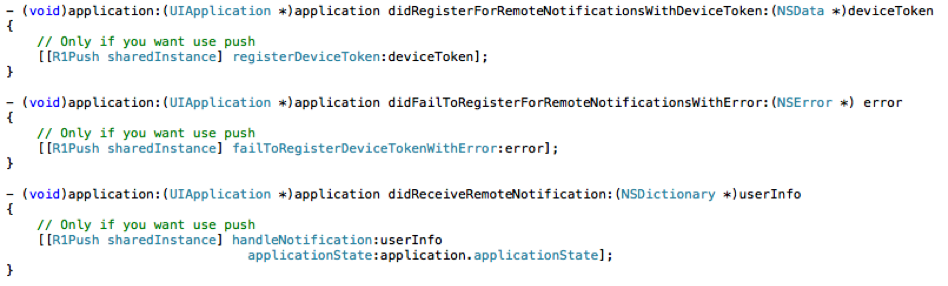 - (void)application:(UIApplication *)application didRegisterForRemoteNotificationsWithDeviceToken:(NSData *)deviceToken
{
    // Only if you want use push
    [[R1Push sharedInstance] registerDeviceToken:deviceToken];
}

- (void)application:(UIApplication *)application didFailToRegisterForRemoteNotificationsWithError:(NSError *) error
{
    // Only if you want use push
    [[R1Push sharedInstance] failToRegisterDeviceTokenWithError:error];
}

- (void)application:(UIApplication *)application didReceiveRemoteNotification:(NSDictionary *)userInfo
{
    // Only if you want use push
    [[R1Push sharedInstance] handleNotification:userInfo
                               applicationState:application.applicationState];
}